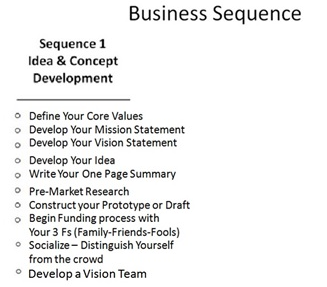 Business Sequence
Sequence 1
Idea & Concept
Development
Define Your Core Values
Develop Your Mission Statement
Develop Your Vision Statement
Develop Your Idea
Write Your One Page Summary
Pre-Market Research
Construct your Prototype or Draft
Begin Funding process with
Your 3 Fs (Family-Friends-Fools)
Socialize – Distinguish Yourself
from the crowd
Develop a Vision Team